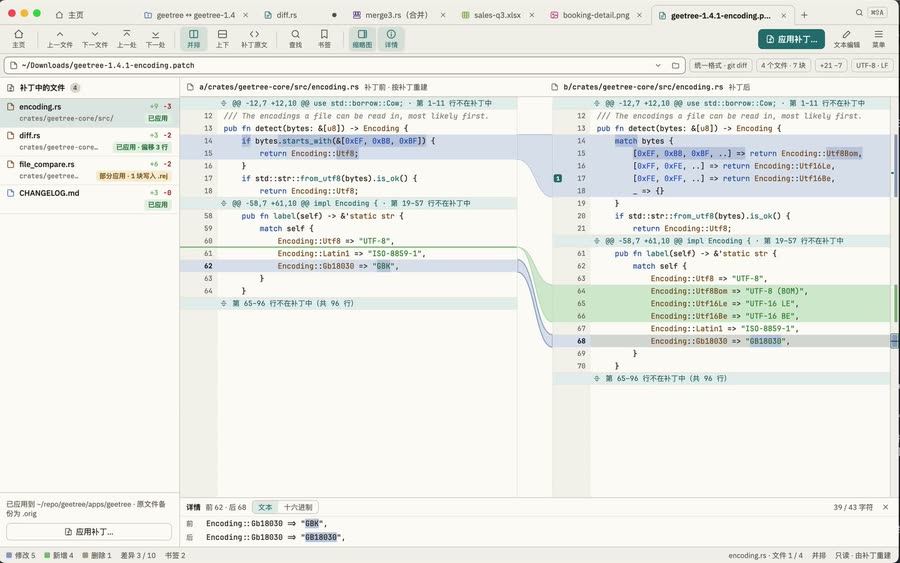 主页
geetree ↔ geetree-1.4
diff.rs
merge3.rs（合并）
sales-q3.xlsx
booking-detail.png
geetree-1.4.1-encoding.p…
⌘⇧A
主页
上一文件
下一文件
上一处
下一处
并排
上下
补丁原文
查找
书签
缩略图
详情
应用补丁…
文本编辑
菜单
~/Downloads/geetree-1.4.1-encoding.patch
统一格式 · git diff
4 个文件 · 7 块
+21 −7
UTF-8 · LF
补丁中的文件 4
encoding.rs +9 -3
crates/geetree-core/src/ 已应用
diff.rs +3 -2
crates/geetree-core… 已应用 · 偏移 3 行
file_compare.rs +6 -2
crates/geetree… 部分应用 · 1 块写入 .rej
CHANGELOG.md +3 -0
已应用
已应用到 ~/repo/geetree/apps/geetree · 原文件备
份为 .orig
应用补丁…
a/crates/geetree-core/src/encoding.rs 补丁前 · 按补丁重建
@@ -12,7 +12,10 @@ use std::borrow::Cow; · 第 1–11 行不在补丁中
12 /// The encodings a file can be read in, most likely first.
13 pub fn detect(bytes: &[u8]) -> Encoding {
14 if bytes.starts_with(&[0xEF, 0xBB, 0xBF]) {
15 return Encoding::Utf8;
16 }
17 if std::str::from_utf8(bytes).is_ok() {
18 return Encoding::Utf8;
@@ -58,7 +61,10 @@ impl Encoding { · 第 19–57 行不在补丁中
58 pub fn label(self) -> &'static str {
59 match self {
60 Encoding::Utf8 => "UTF-8",
61 Encoding::Latin1 => "ISO-8859-1",
62 Encoding::Gb18030 => "GBK",
63 }
64 }
第 65–96 行不在补丁中（共 96 行）
b/crates/geetree-core/src/encoding.rs 补丁后
@@ -12,7 +12,10 @@ use std::borrow::Cow; · 第 1–11 行不在补丁中
12 /// The encodings a file can be read in, most likely first.
13 pub fn detect(bytes: &[u8]) -> Encoding {
14 match bytes {
15 [0xEF, 0xBB, 0xBF, ..] => return Encoding::Utf8Bom,
16 [0xFF, 0xFE, ..] => return Encoding::Utf16Le,
1 17 [0xFE, 0xFF, ..] => return Encoding::Utf16Be,
18 _ => {}
19 }
20 if std::str::from_utf8(bytes).is_ok() {
21 return Encoding::Utf8;
@@ -58,7 +61,10 @@ impl Encoding { · 第 19–57 行不在补丁中
61 pub fn label(self) -> &'static str {
62 match self {
63 Encoding::Utf8 => "UTF-8",
64 Encoding::Utf8Bom => "UTF-8 (BOM)",
65 Encoding::Utf16Le => "UTF-16 LE",
66 Encoding::Utf16Be => "UTF-16 BE",
67 Encoding::Latin1 => "ISO-8859-1",
68 Encoding::Gb18030 => "GB18030",
69 }
70 }
第 65–96 行不在补丁中（共 96 行）
详情 前 62 · 后 68 文本 十六进制 39 / 43 字符
前 Encoding::Gb18030 => "GBK",
后 Encoding::Gb18030 => "GB18030",
修改 5 新增 4 删除 1 差异 3 / 10 书签 2
encoding.rs · 文件 1 / 4 并排 只读 · 由补丁重建